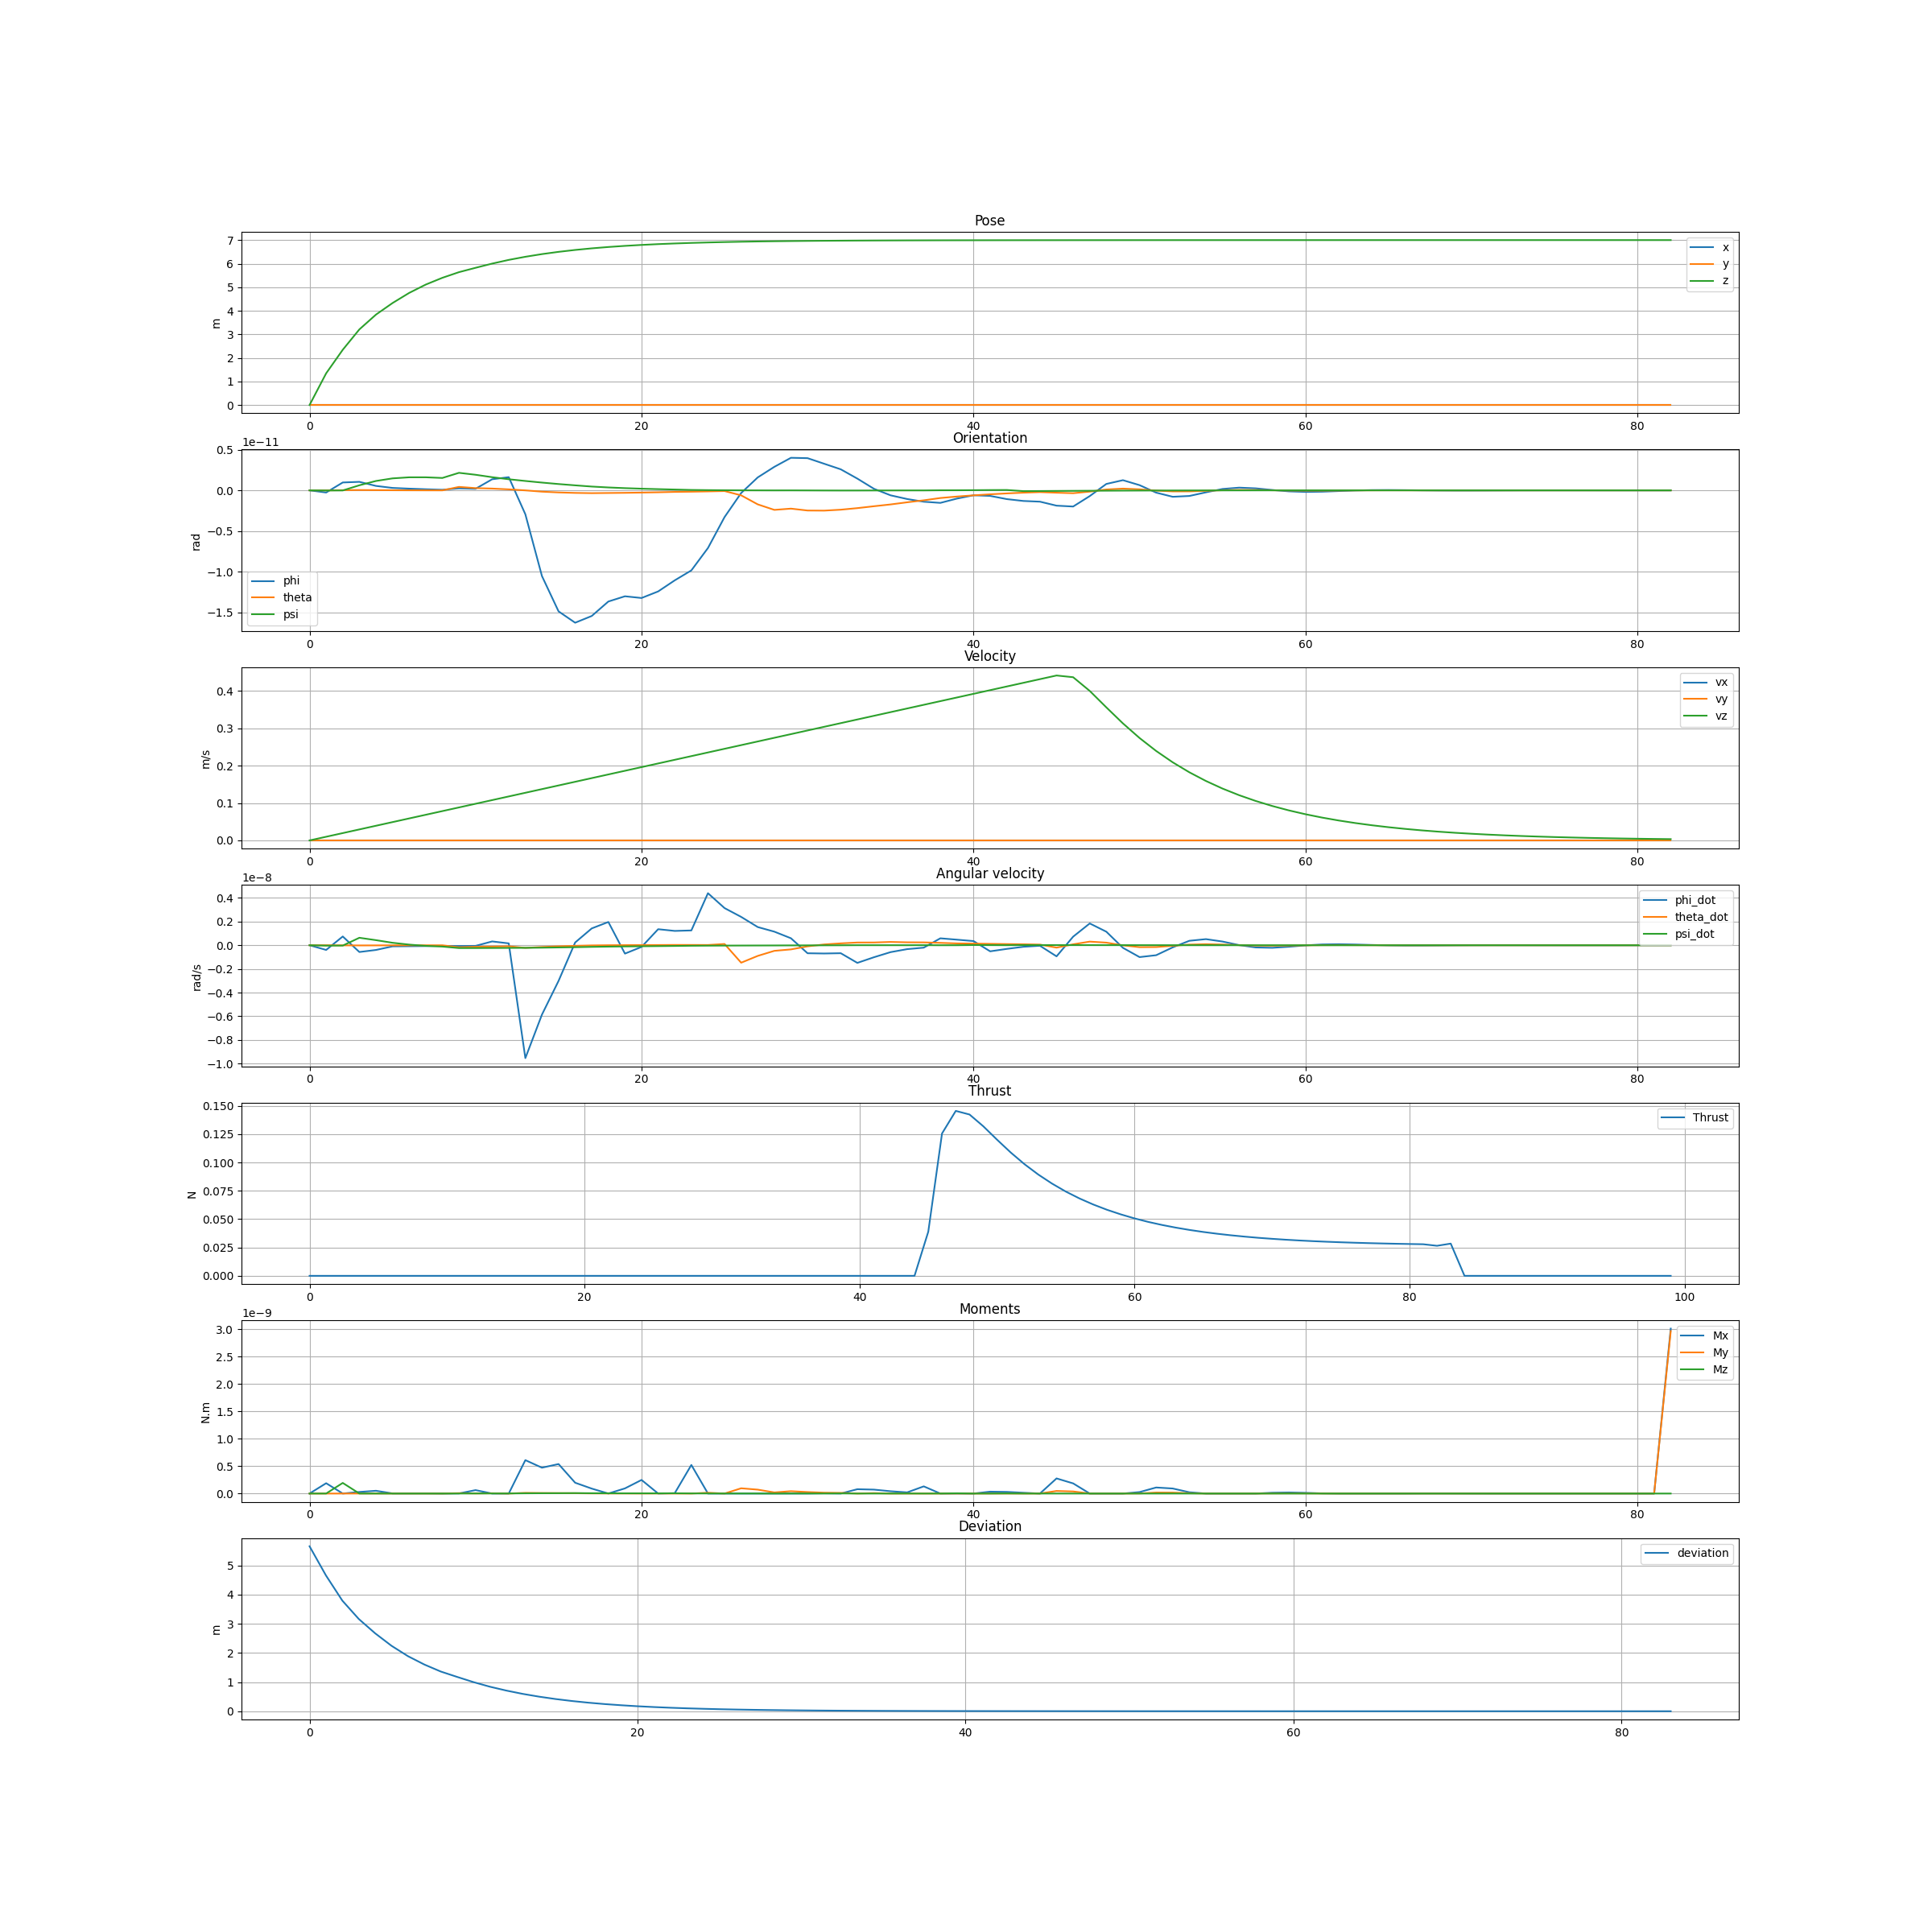 Pose
7
6
5
4
3
2
1
0
m
x
y
z
0 20 40 60 80
1e−11
Orientation
0.5
0.0
−0.5
−1.0
−1.5
rad
phi
theta
psi
0 20 40 60 80
Velocity
0.4
0.3
0.2
0.1
0.0
m/s
vx
vy
vz
0 20 40 60 80
1e−8
Angular velocity
0.4
0.2
0.0
−0.2
−0.4
−0.6
−0.8
−1.0
rad/s
phi_dot
theta_dot
psi_dot
0 20 40 60 80
Thrust
0.150
0.125
0.100
0.075
0.050
0.025
0.000
N
Thrust
0 20 40 60 80 100
1e−9
Moments
3.0
2.5
2.0
1.5
1.0
0.5
0.0
N.m
Mx
My
Mz
0 20 40 60 80
Deviation
5
4
3
2
1
0
m
deviation
0 20 40 60 80